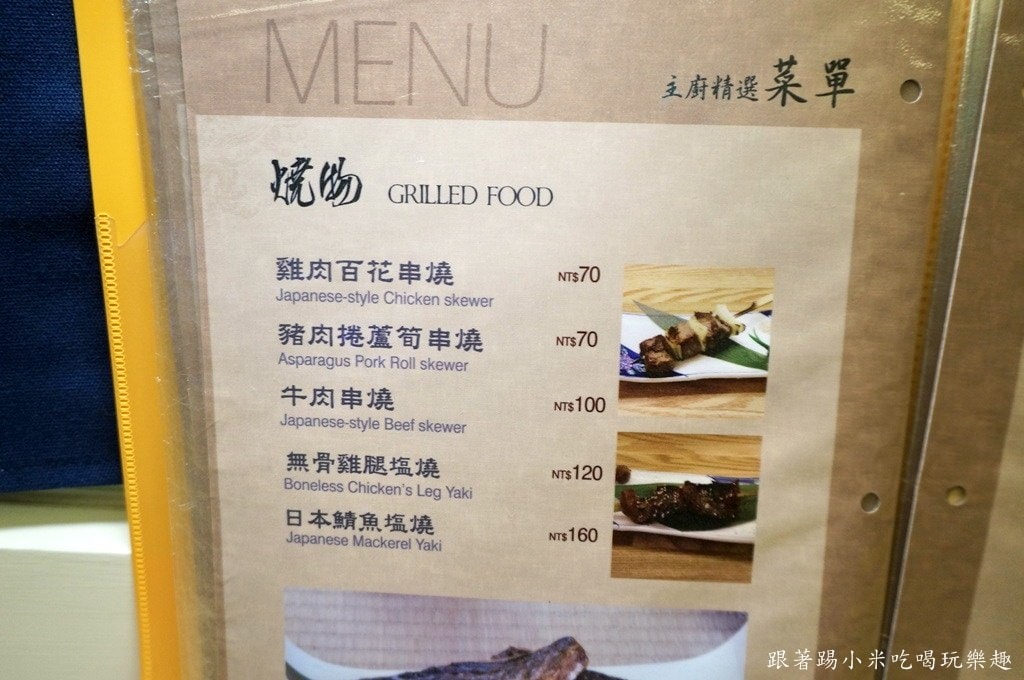 MENU
主廚精選菜單
燒物 GRILLED FOOD
雞肉百花串燒 NT$70
Japanese-style Chicken skewer
豬肉捲蘆筍串燒 NT$70
Asparagus Pork Roll skewer
牛肉串燒 NT$100
Japanese-style Beef skewer
無骨雞腿塩燒 NT$120
Boneless Chicken's Leg Yaki
日本鯖魚塩燒 NT$160
Japanese Mackerel Yaki
跟著踢小米吃喝玩樂趣